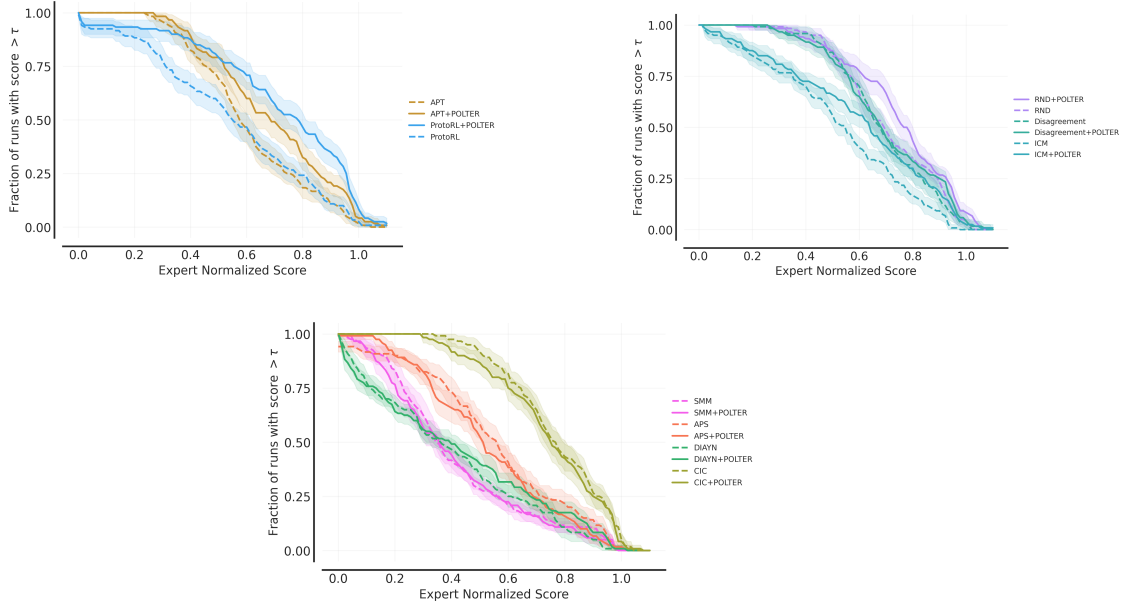 Fraction of runs with score > τ
1.00
0.75
0.50
0.25
0.00
0.0 0.2 0.4 0.6 0.8 1.0
Expert Normalized Score
APT
APT+POLTER
ProtoRL+POLTER
ProtoRL
Fraction of runs with score > τ
1.00
0.75
0.50
0.25
0.00
0.0 0.2 0.4 0.6 0.8 1.0
Expert Normalized Score
RND+POLTER
RND
Disagreement
Disagreement+POLTER
ICM
ICM+POLTER
Fraction of runs with score > τ
1.00
0.75
0.50
0.25
0.00
0.0 0.2 0.4 0.6 0.8 1.0
Expert Normalized Score
SMM
SMM+POLTER
APS
APS+POLTER
DIAYN
DIAYN+POLTER
CIC
CIC+POLTER